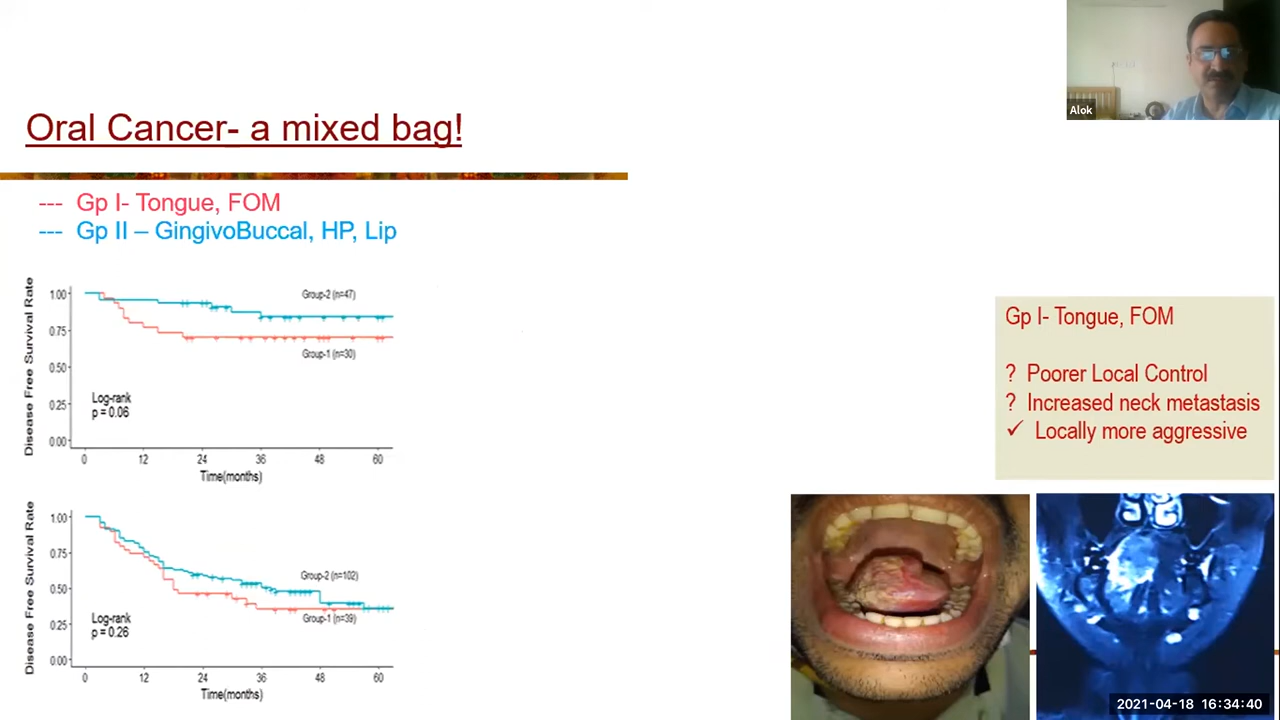 Alok
Oral Cancer- a mixed bag!
--- Gp I- Tongue, FOM
--- Gp II – GingivoBuccal, HP, Lip
Disease Free Survival Rate
1.00
0.75
0.50
0.25
0.00
Group-2 (n=47)
Group-1 (n=30)
Log-rank
p = 0.06
0 12 24 36 48 60
Time(months)
Disease Free Survival Rate
1.00
0.75
0.50
0.25
0.00
Group-2 (n=102)
Group-1 (n=39)
Log-rank
p = 0.26
0 12 24 36 48 60
Time(months)
Gp I- Tongue, FOM
? Poorer Local Control
? Increased neck metastasis
✓ Locally more aggressive
2021-04-18 16:34:40